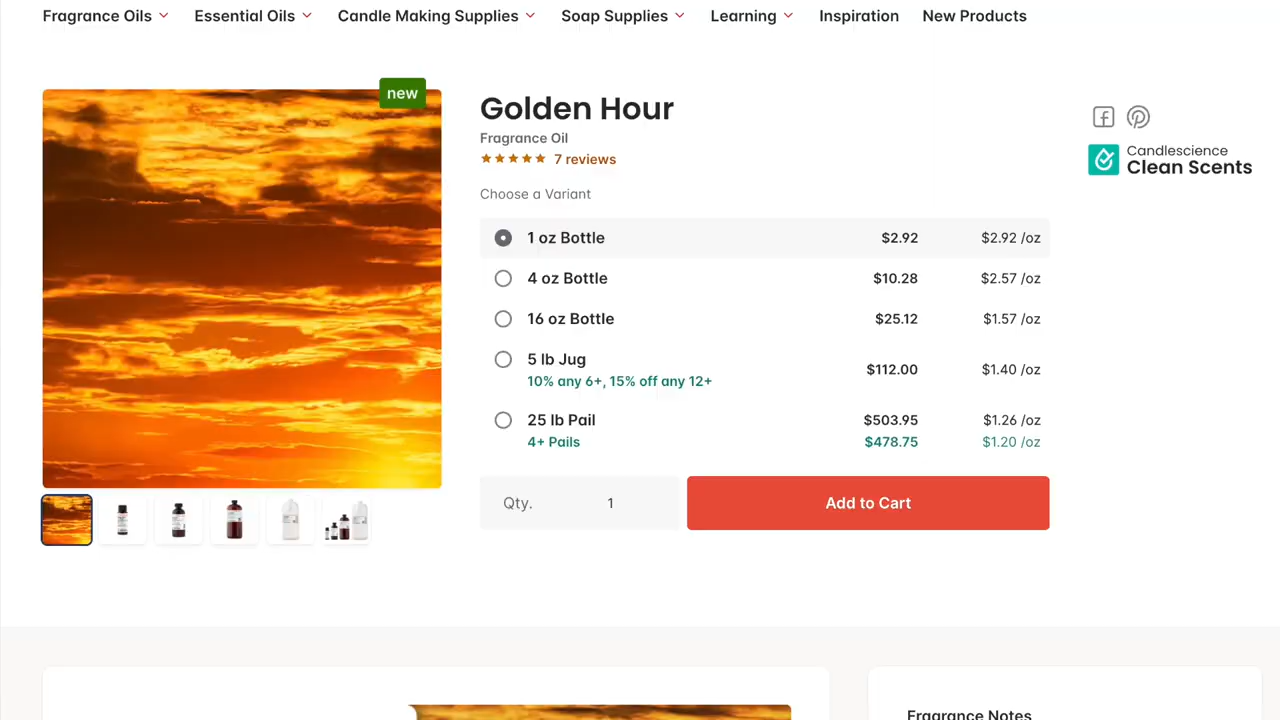 Fragrance Oils Essential Oils Candle Making Supplies Soap Supplies Learning Inspiration New Products
new
Golden Hour
Fragrance Oil
7 reviews
Choose a Variant
1 oz Bottle $2.92 $2.92 /oz
4 oz Bottle $10.28 $2.57 /oz
16 oz Bottle $25.12 $1.57 /oz
5 lb Jug $112.00 $1.40 /oz
10% any 6+, 15% off any 12+
25 lb Pail $503.95 $1.26 /oz
4+ Pails $478.75 $1.20 /oz
Qty. 1 Add to Cart
Candlescience
Clean Scents
Fragrance Notes